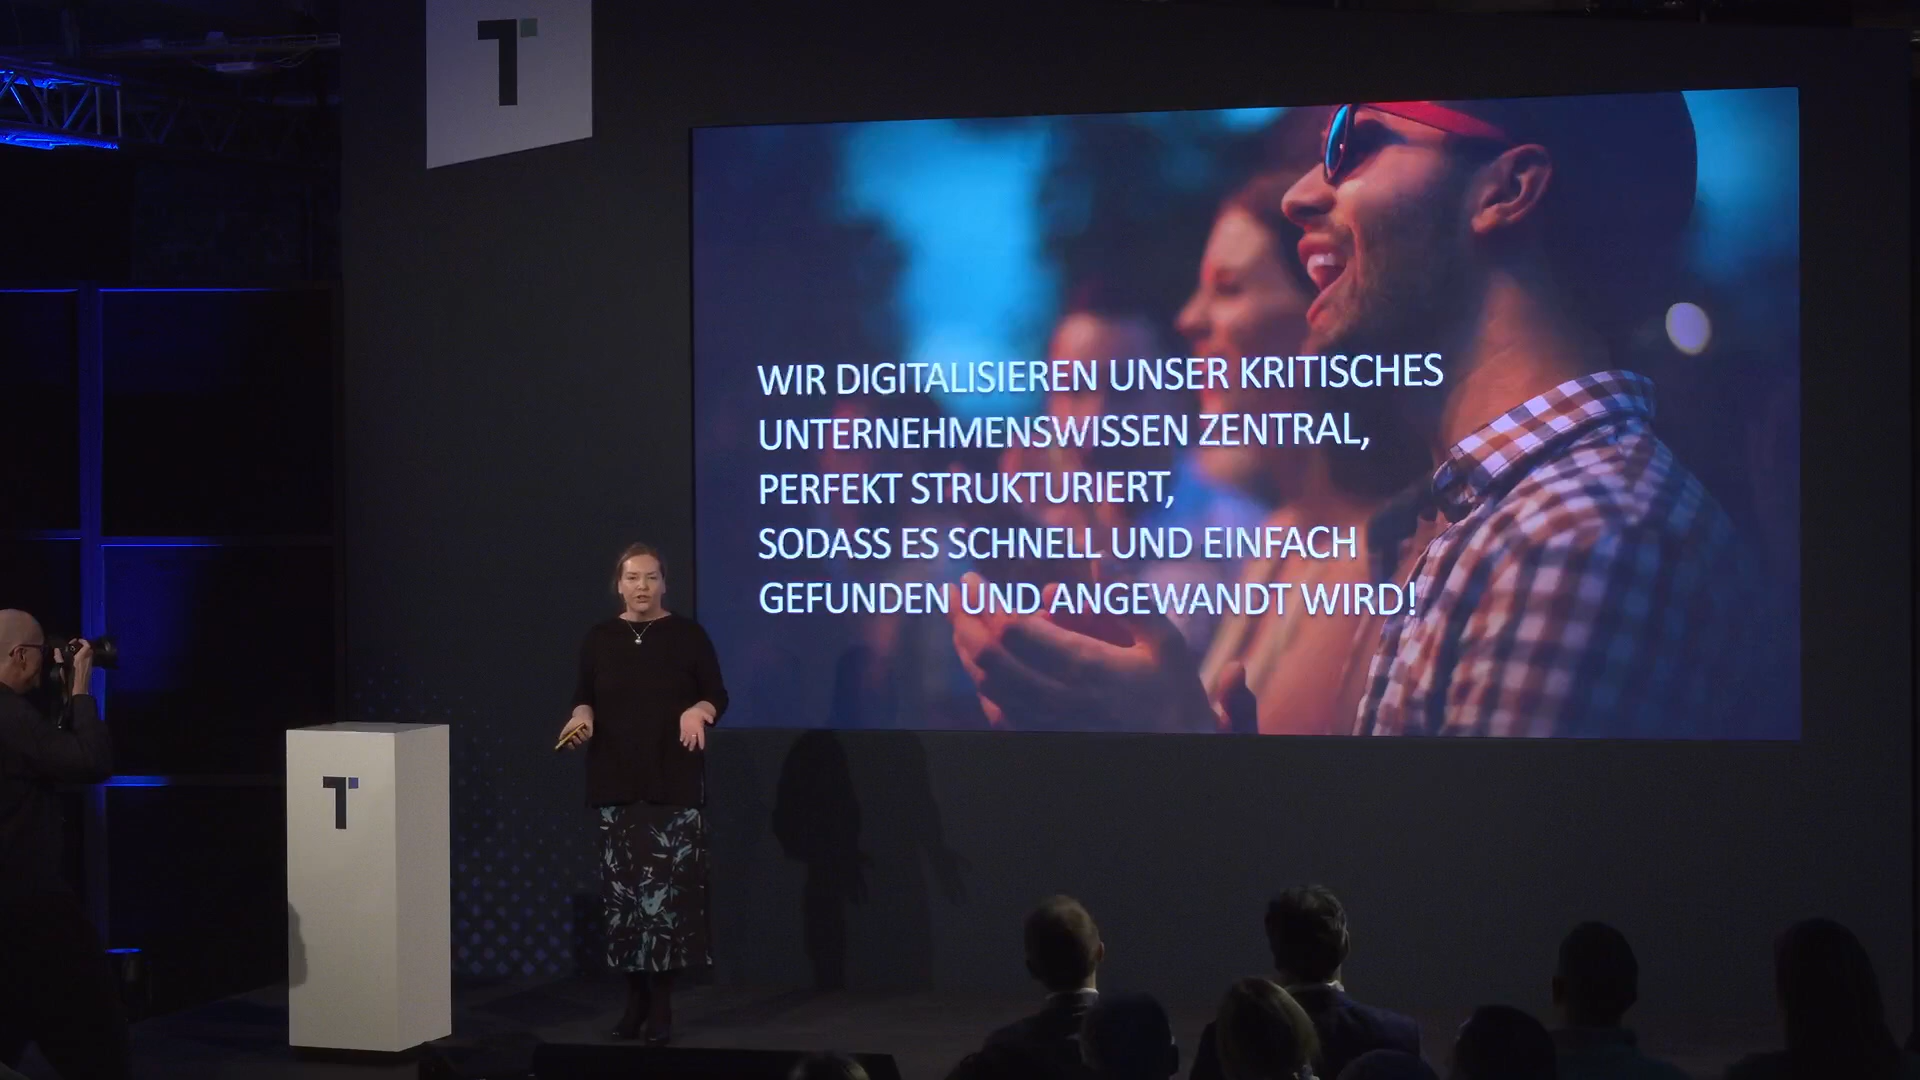 T
WIR DIGITALISIEREN UNSER KRITISCHES
UNTERNEHMENSWISSEN ZENTRAL,
PERFEKT STRUKTURIERT,
SODASS ES SCHNELL UND EINFACH
GEFUNDEN UND ANGEWANDT WIRD!
T